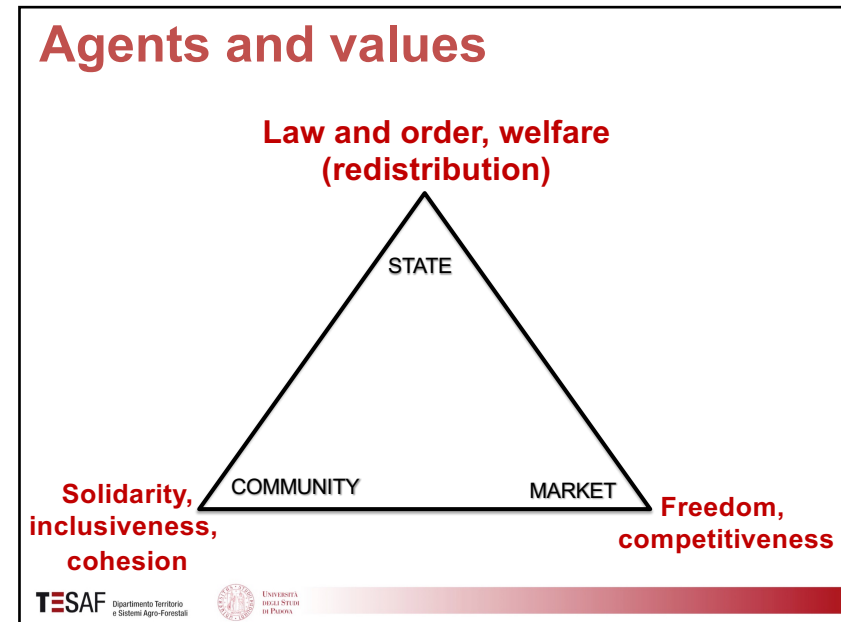 Agents and values
Law and order, welfare
(redistribution)
STATE
COMMUNITY
MARKET
Solidarity,
inclusiveness,
cohesion
Freedom,
competitiveness
TESAF Dipartimento Territorio
e Sistemi Agro-Forestali
UNIVERSITÀ
DEGLI STUDI
DI PADOVA